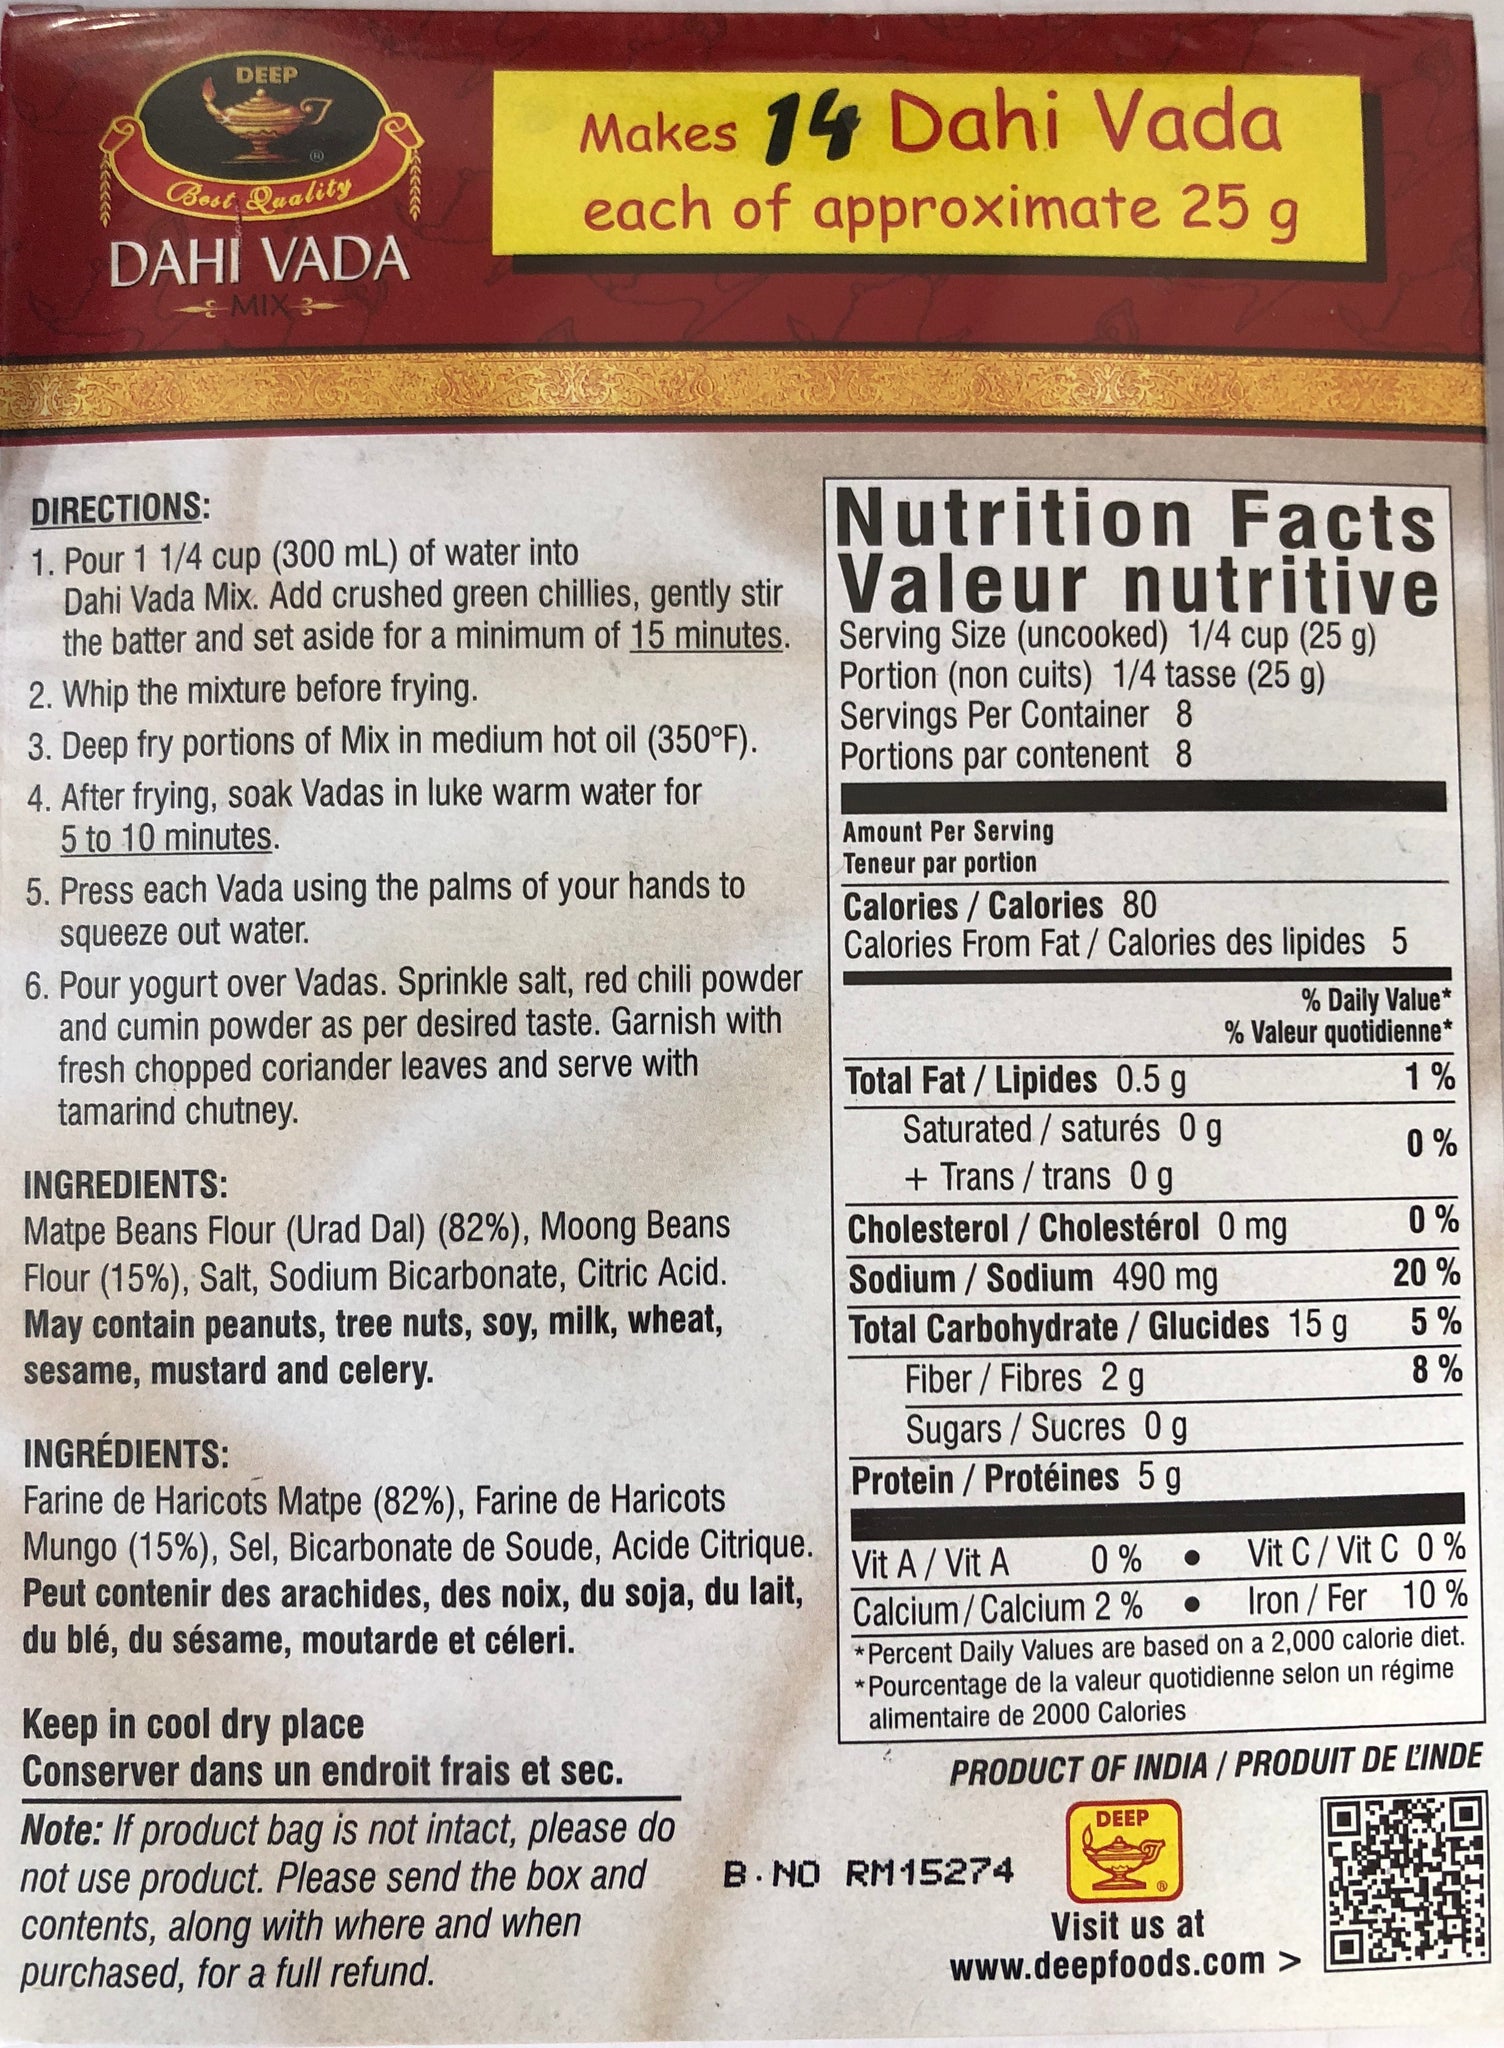 DEEP
®
Best Quality
DAHI VADA
MIX
Makes 14 Dahi Vada
each of approximate 25 g
DIRECTIONS:
1. Pour 1 1/4 cup (300 mL) of water into
Dahi Vada Mix. Add crushed green chillies, gently stir
the batter and set aside for a minimum of 15 minutes.
2. Whip the mixture before frying.
3. Deep fry portions of Mix in medium hot oil (350°F).
4. After frying, soak Vadas in luke warm water for
5 to 10 minutes.
5. Press each Vada using the palms of your hands to
squeeze out water.
6. Pour yogurt over Vadas. Sprinkle salt, red chili powder
and cumin powder as per desired taste. Garnish with
fresh chopped coriander leaves and serve with
tamarind chutney.
INGREDIENTS:
Matpe Beans Flour (Urad Dal) (82%), Moong Beans
Flour (15%), Salt, Sodium Bicarbonate, Citric Acid.
May contain peanuts, tree nuts, soy, milk, wheat,
sesame, mustard and celery.
INGRÉDIENTS:
Farine de Haricots Matpe (82%), Farine de Haricots
Mungo (15%), Sel, Bicarbonate de Soude, Acide Citrique.
Peut contenir des arachides, des noix, du soja, du lait,
du blé, du sésame, moutarde et céleri.
Keep in cool dry place
Conserver dans un endroit frais et sec.
Note: If product bag is not intact, please do
not use product. Please send the box and
contents, along with where and when
purchased, for a full refund.
Nutrition Facts
Valeur nutritive
Serving Size (uncooked) 1/4 cup (25 g)
Portion (non cuits) 1/4 tasse (25 g)
Servings Per Container 8
Portions par contenent 8
Amount Per Serving
Teneur par portion
Calories / Calories 80
Calories From Fat / Calories des lipides 5
% Daily Value*
% Valeur quotidienne*
Total Fat / Lipides 0.5 g 1 %
Saturated / saturés 0 g
0 %
+ Trans / trans 0 g
Cholesterol / Cholestérol 0 mg 0 %
Sodium / Sodium 490 mg 20 %
Total Carbohydrate / Glucides 15 g 5 %
Fiber / Fibres 2 g 8 %
Sugars / Sucres 0 g
Protein / Protéines 5 g
Vit A / Vit A 0 % • Vit C / Vit C 0 %
Calcium / Calcium 2 % • Iron / Fer 10 %
*Percent Daily Values are based on a 2,000 calorie diet.
*Pourcentage de la valeur quotidienne selon un régime
alimentaire de 2000 Calories
PRODUCT OF INDIA / PRODUIT DE L'INDE
DEEP
®
B.NO RM15274
Visit us at
www.deepfoods.com >